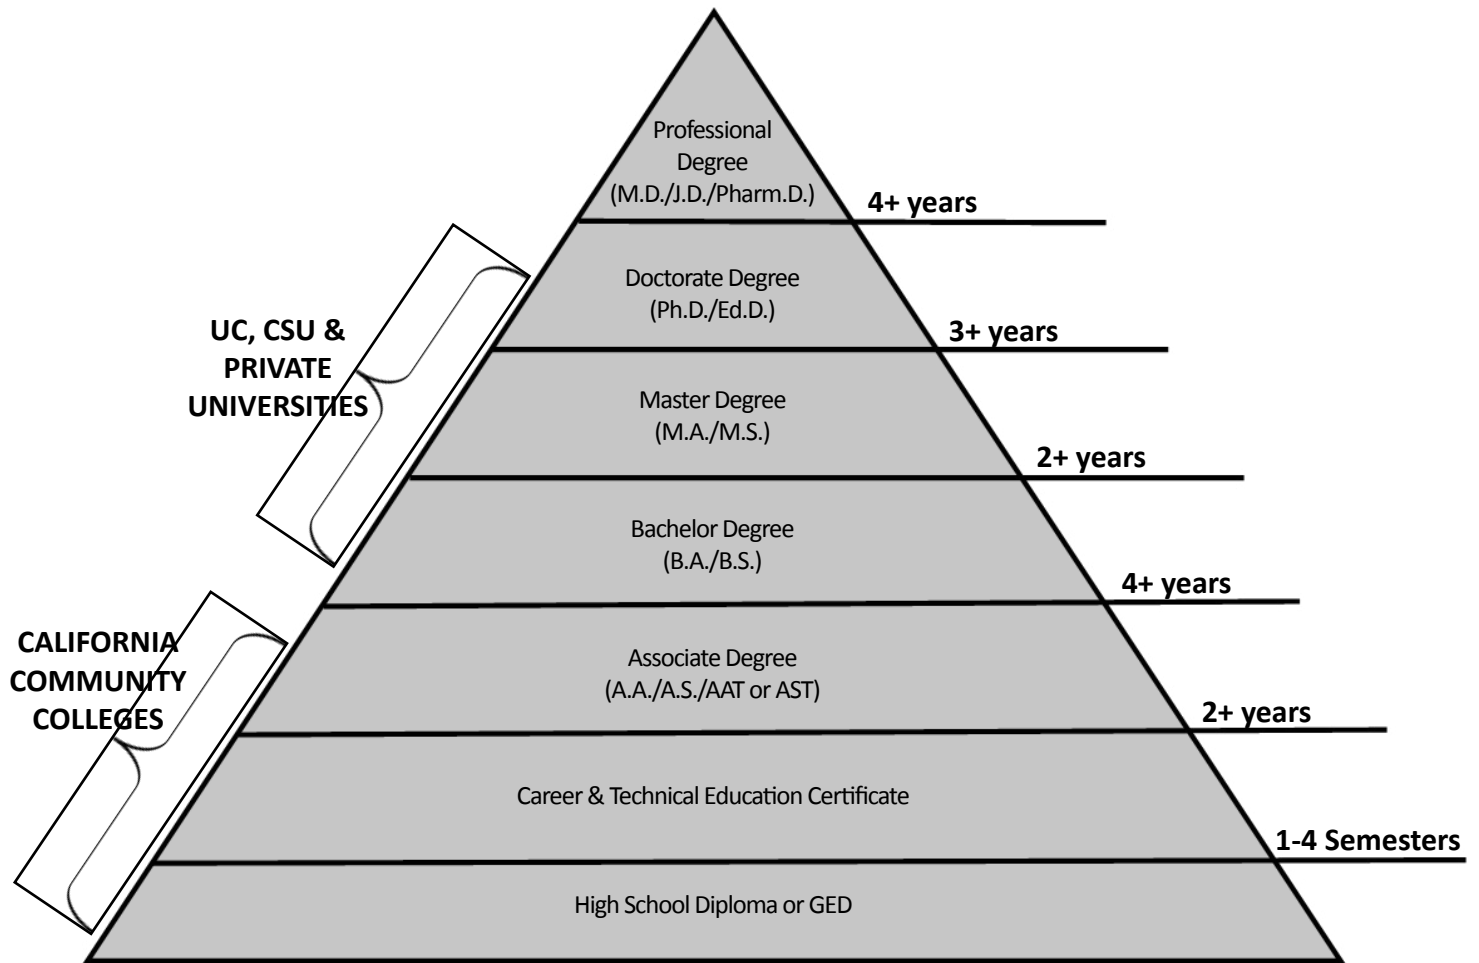 Professional
Degree
(M.D./J.D./Pharm.D.)
4+ years
Doctorate Degree
(Ph.D./Ed.D.)
3+ years
UC, CSU &
PRIVATE
UNIVERSITIES
Master Degree
(M.A./M.S.)
2+ years
Bachelor Degree
(B.A./B.S.)
4+ years
CALIFORNIA
COMMUNITY
COLLEGES
Associate Degree
(A.A./A.S./AAT or AST)
2+ years
Career & Technical Education Certificate
1-4 Semesters
High School Diploma or GED